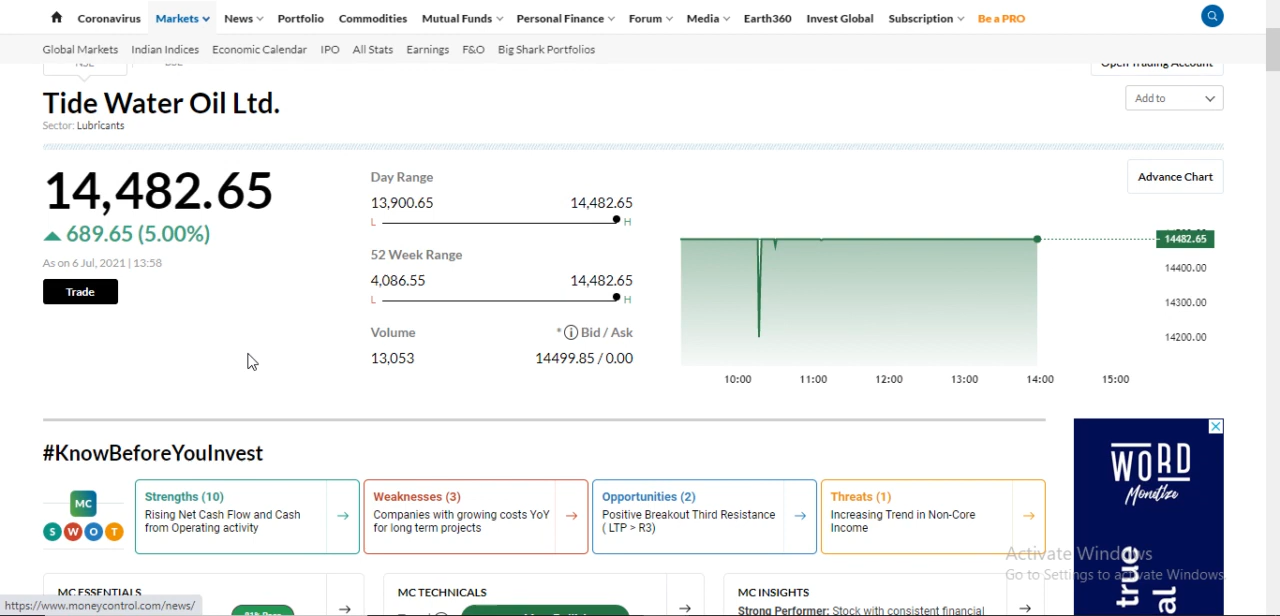 Coronavirus Markets News Portfolio Commodities Mutual Funds Personal Finance Forum Media Earth360 Invest Global Subscription Be a PRO
Global Markets Indian Indices Economic Calendar IPO All Stats Earnings F&O Big Shark Portfolios
Open Trading Account
Tide Water Oil Ltd.
Add to
Sector: Lubricants
14,482.65
689.65 (5.00%)
As on 6 Jul, 2021 | 13:58
Trade
Day Range
13,900.65 14,482.65
L H
52 Week Range
4,086.55 14,482.65
L H
Volume * i Bid / Ask
13,053 14499.85 / 0.00
Advance Chart
14482.65
14400.00
14300.00
14200.00
10:00 11:00 12:00 13:00 14:00 15:00
#KnowBeforeYouInvest
MC
S W O T
Strengths (10)
Rising Net Cash Flow and Cash
from Operating activity
Weaknesses (3)
Companies with growing costs YoY
for long term projects
Opportunities (2)
Positive Breakout Third Resistance
( LTP > R3)
Threats (1)
Increasing Trend in Non-Core
Income
WORD
Monetize
true
Activate Windows
Go to Settings to activate Windows.
MC ESSENTIALS
MC TECHNICALS
MC INSIGHTS
Strong Performer: Stock with consistent financial
https://www.moneycontrol.com/news/